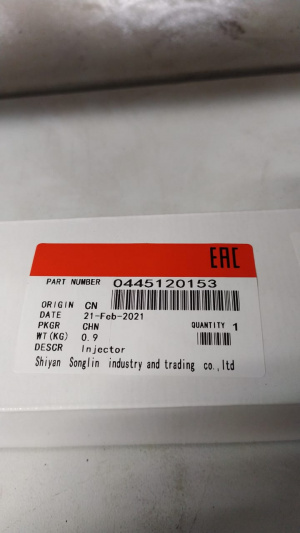 EAC
PART NUMBER 0445120153
ORIGIN CN
DATE 21-Feb-2021
PKGR CHN QUANTITY 1
WT(KG) 0.9
DESCR Injector
Shiyan Songlin industry and trading co.,ltd